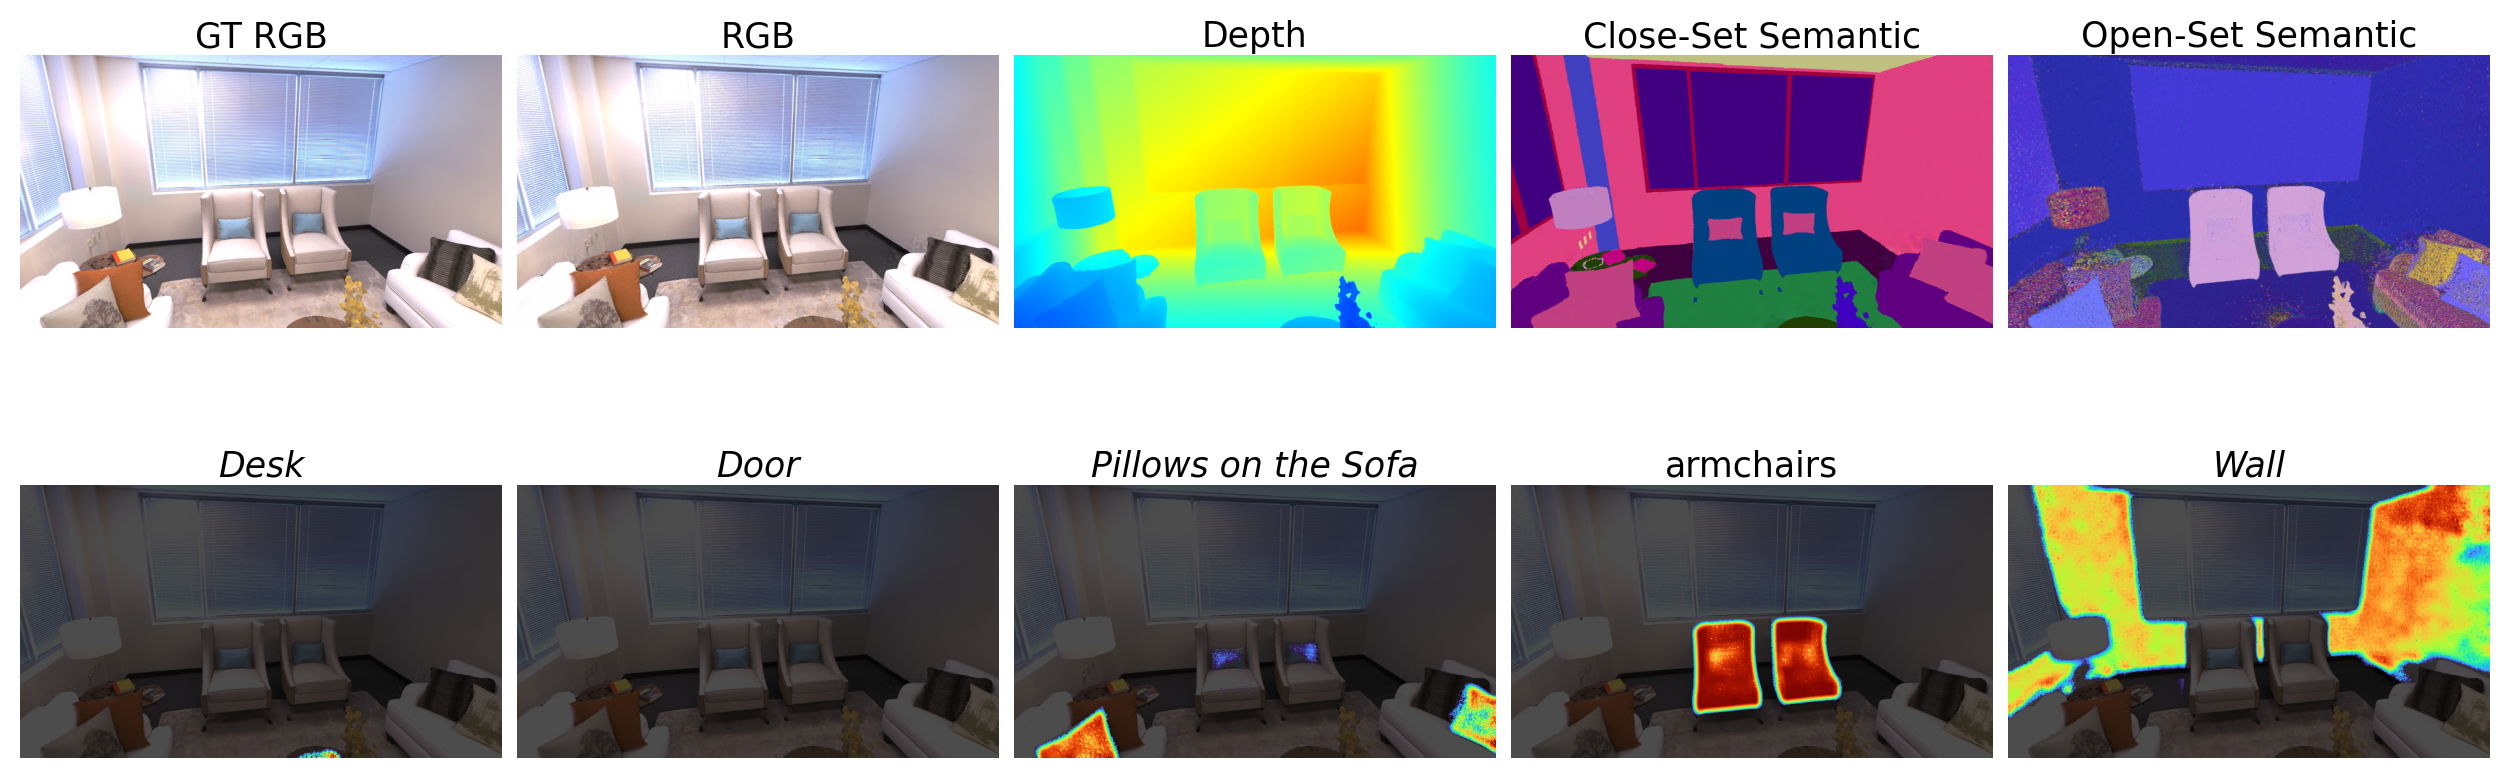 GT RGB
RGB
Depth
Close-Set Semantic
Open-Set Semantic
Desk
Door
Pillows on the Sofa
armchairs
Wall